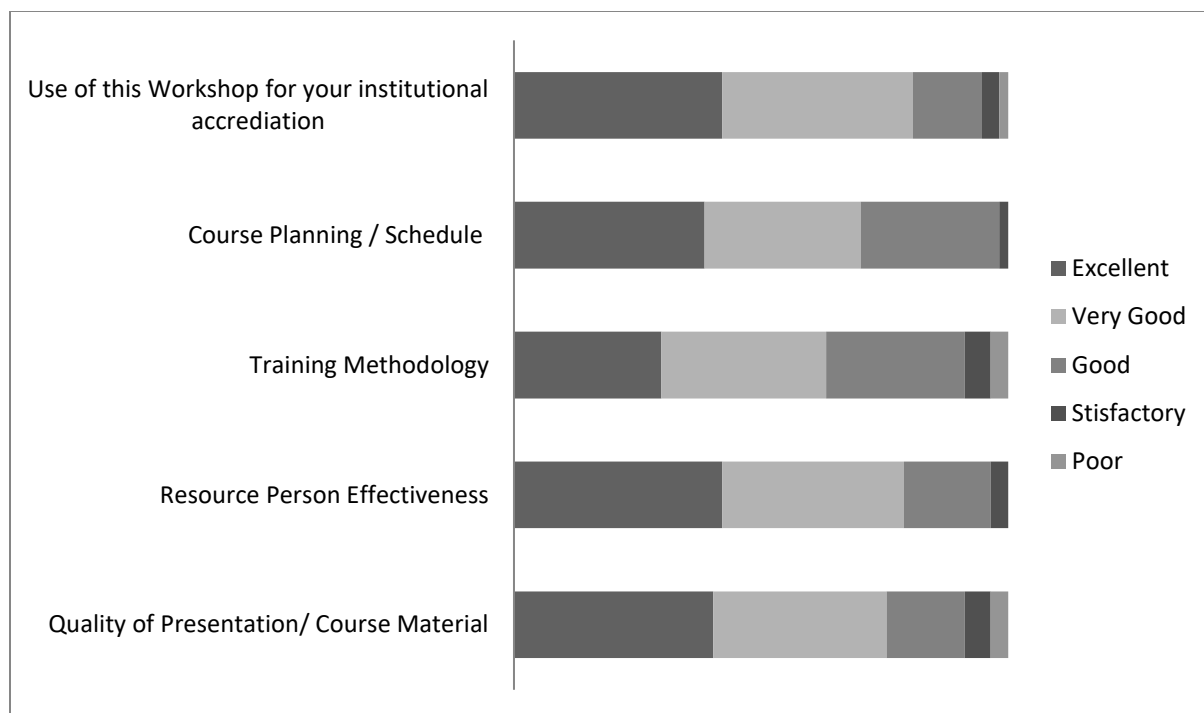 Use of this Workshop for your institutional
accrediation
Course Planning / Schedule
Training Methodology
Resource Person Effectiveness
Quality of Presentation/ Course Material
Excellent
Very Good
Good
Stisfactory
Poor